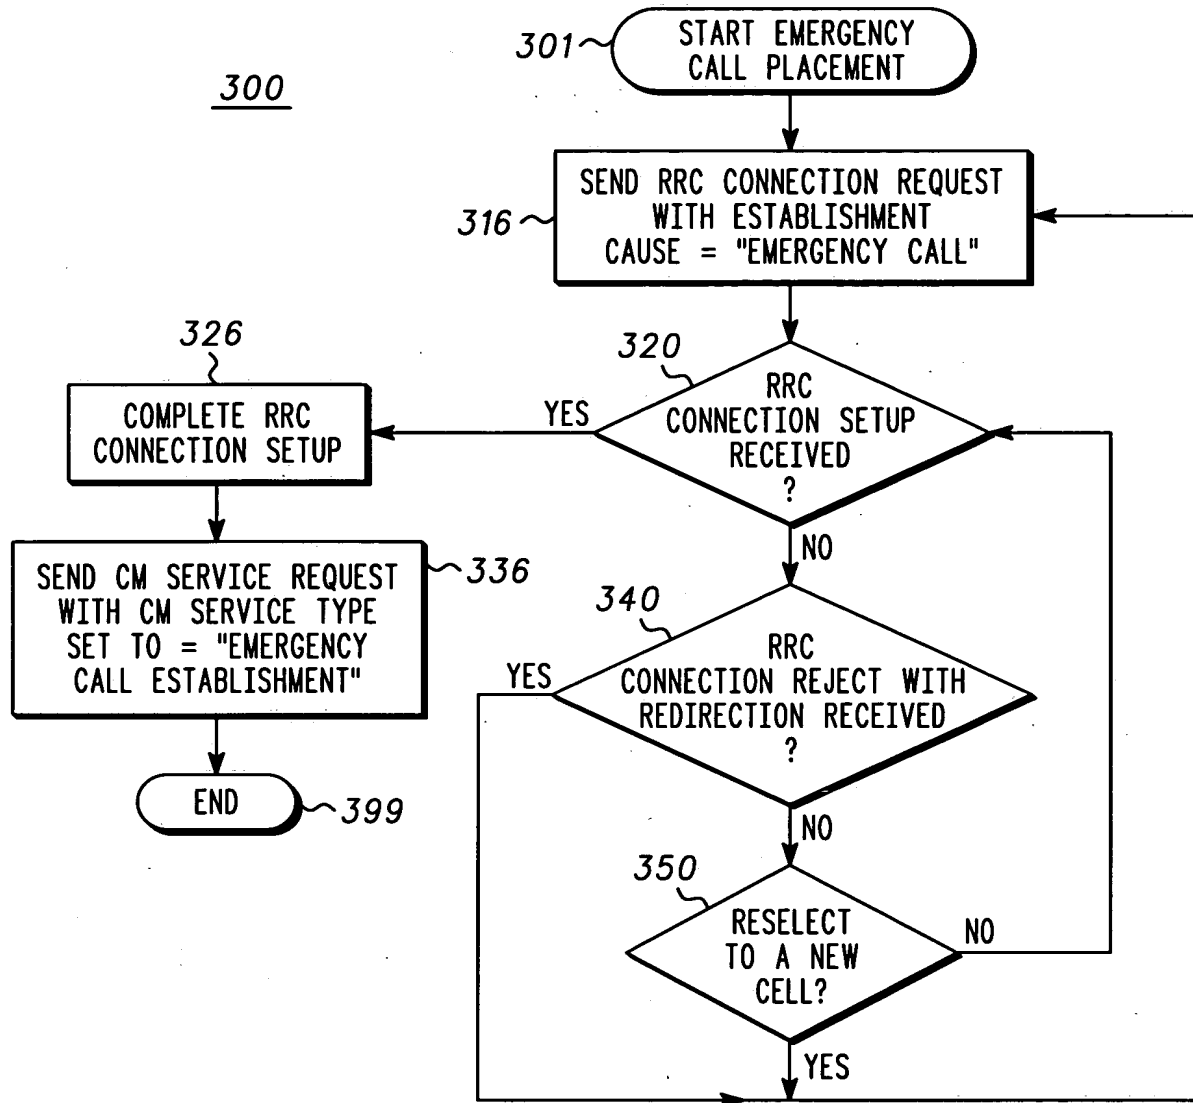 300
301
START EMERGENCY
CALL PLACEMENT
316
SEND RRC CONNECTION REQUEST
WITH ESTABLISHMENT
CAUSE = "EMERGENCY CALL"
320
RRC
CONNECTION SETUP
RECEIVED
?
YES
NO
326
COMPLETE RRC
CONNECTION SETUP
336
SEND CM SERVICE REQUEST
WITH CM SERVICE TYPE
SET TO = "EMERGENCY
CALL ESTABLISHMENT"
END
399
340
RRC
CONNECTION REJECT WITH
REDIRECTION RECEIVED
?
YES
NO
350
RESELECT
TO A NEW
CELL?
NO
YES